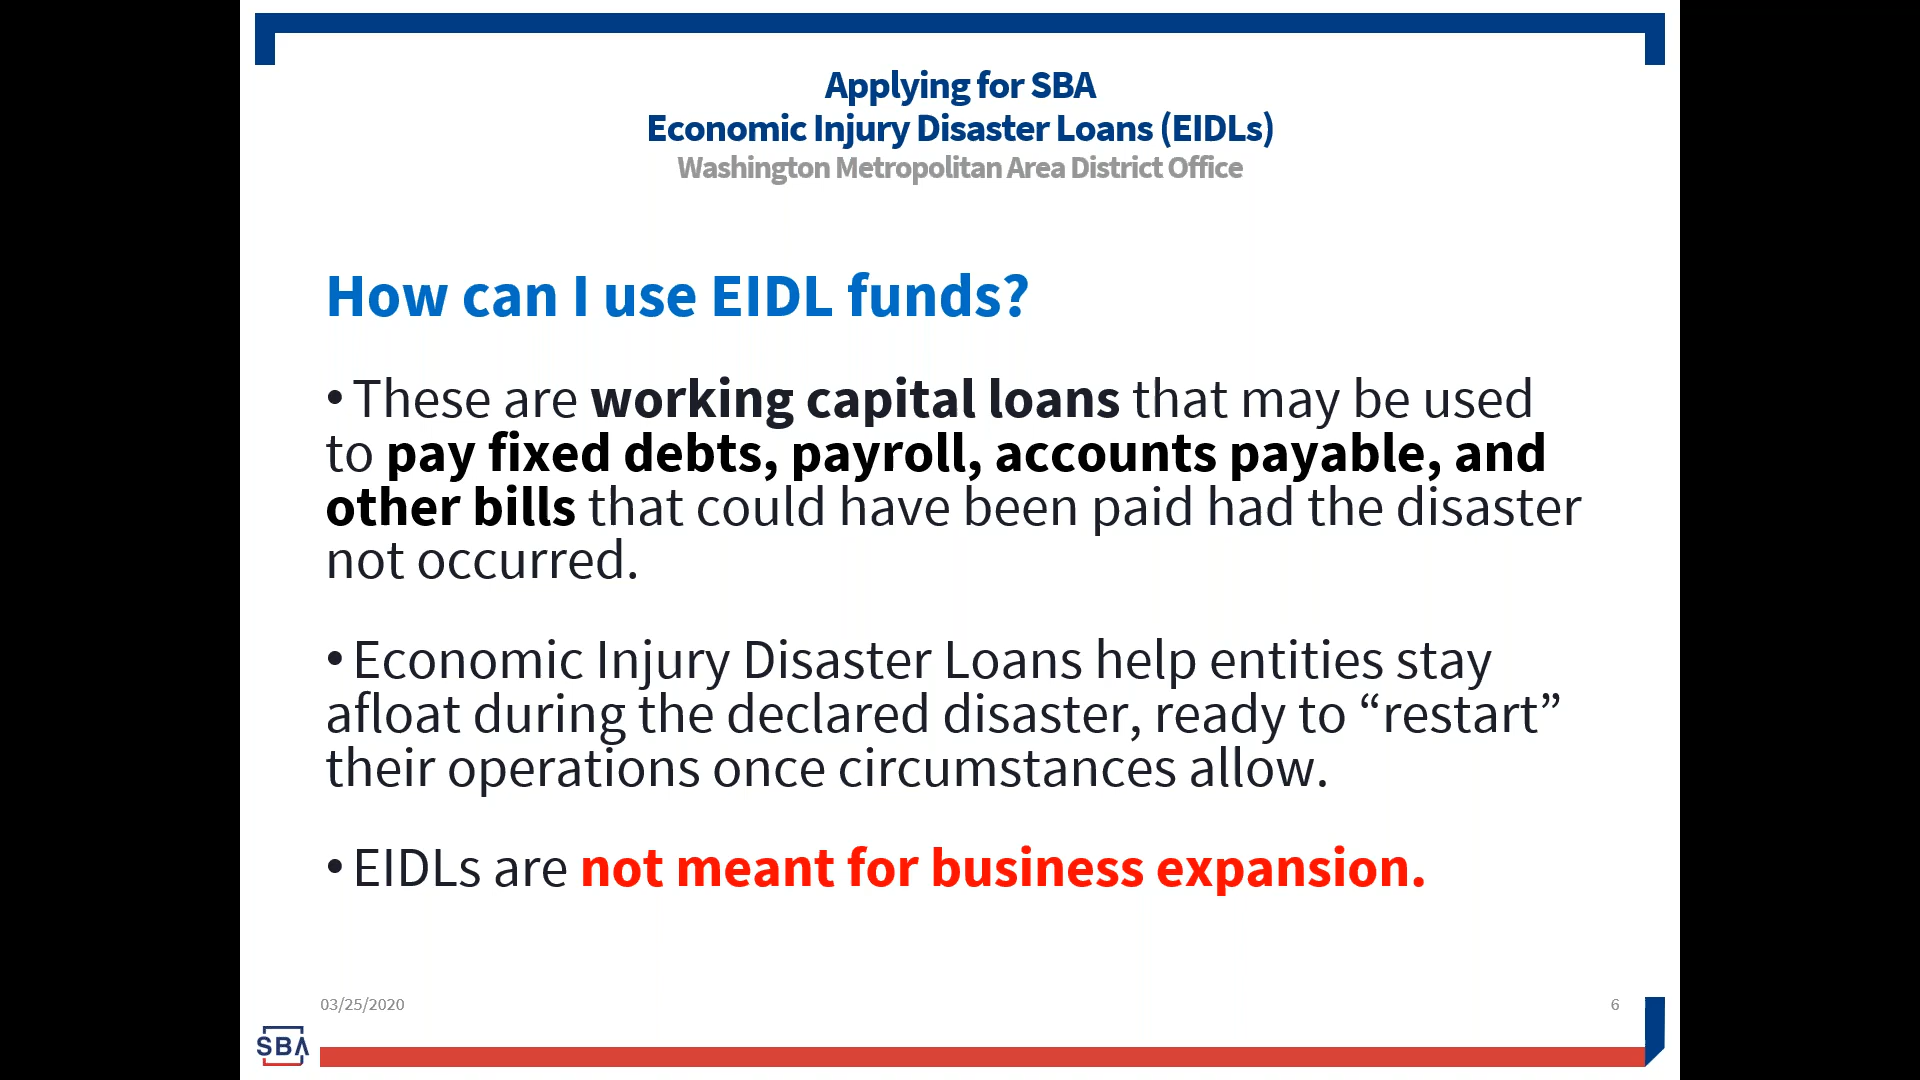 Applying for SBA
Economic Injury Disaster Loans (EIDLs)
Washington Metropolitan Area District Office
How can I use EIDL funds?
•These are working capital loans that may be used
to pay fixed debts, payroll, accounts payable, and
other bills that could have been paid had the disaster
not occurred.
•Economic Injury Disaster Loans help entities stay
afloat during the declared disaster, ready to “restart”
their operations once circumstances allow.
•EIDLs are not meant for business expansion.
03/25/2020
6
SBA